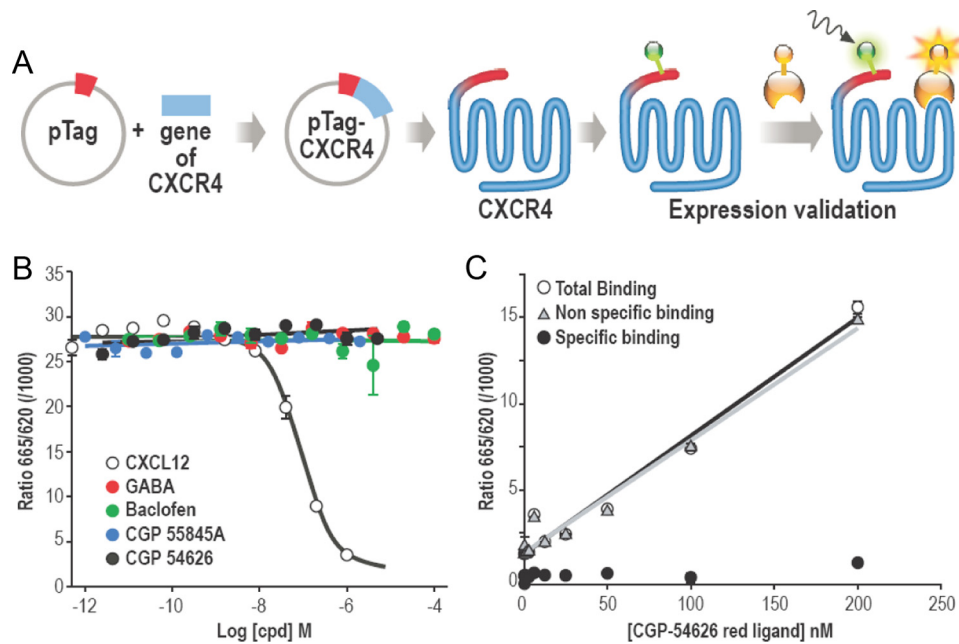 A
pTag
+
gene
of
CXCR4
pTag-
CXCR4
CXCR4
Expression validation
B
Ratio 665/620 (/1000)
35
30
25
20
15
10
5
0
CXCL12
GABA
Baclofen
CGP 55845A
CGP 54626
-12
-10
-8
-6
-4
Log [cpd] M
C
Ratio 665/620 (/1000)
15
10
5
0
Total Binding
Non specific binding
Specific binding
0
50
100
150
200
250
[CGP-54626 red ligand] nM